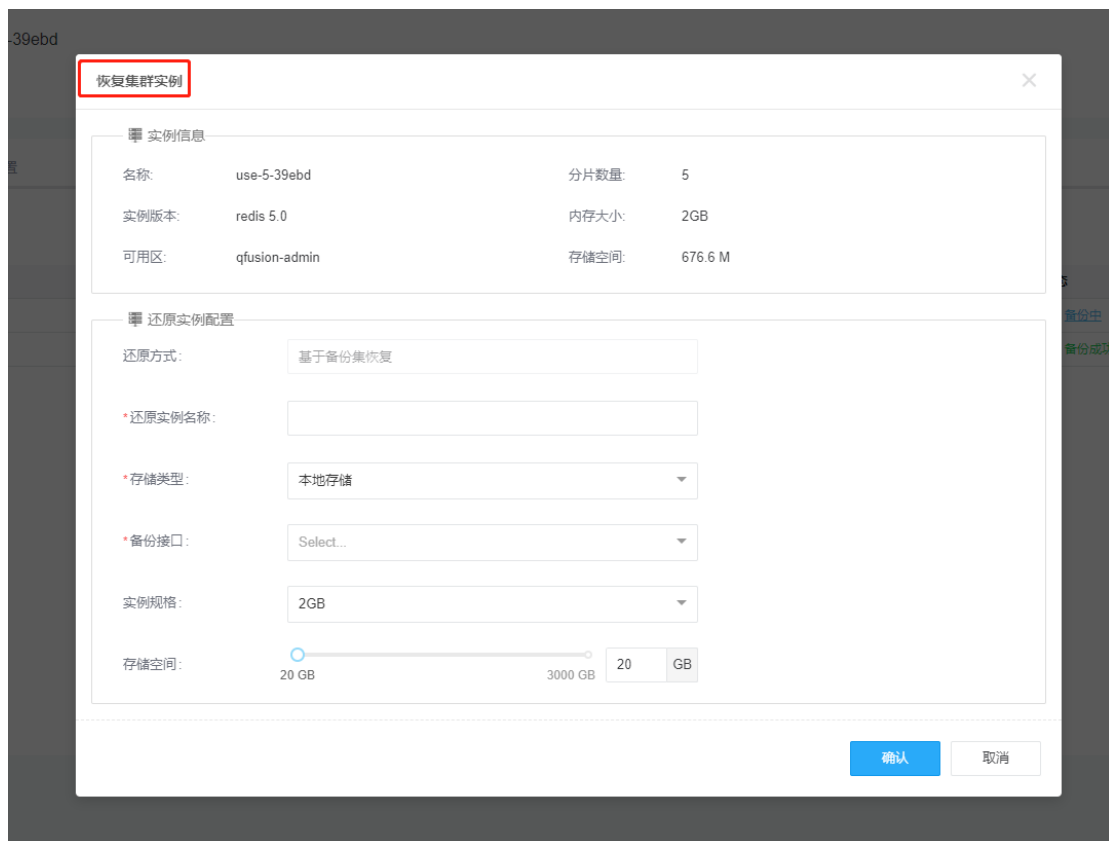 -39ebd
恢复集群实例
实例信息
名称: use-5-39ebd 分片数量: 5
实例版本: redis 5.0 内存大小: 2GB
可用区: qfusion-admin 存储空间: 676.6 M
还原实例配置
还原方式: 基于备份集恢复
*还原实例名称:
*存储类型: 本地存储
*备份接口: Select...
实例规格: 2GB
存储空间: 20 GB 3000 GB 20 GB
确认 取消
置
备份中
备份成功